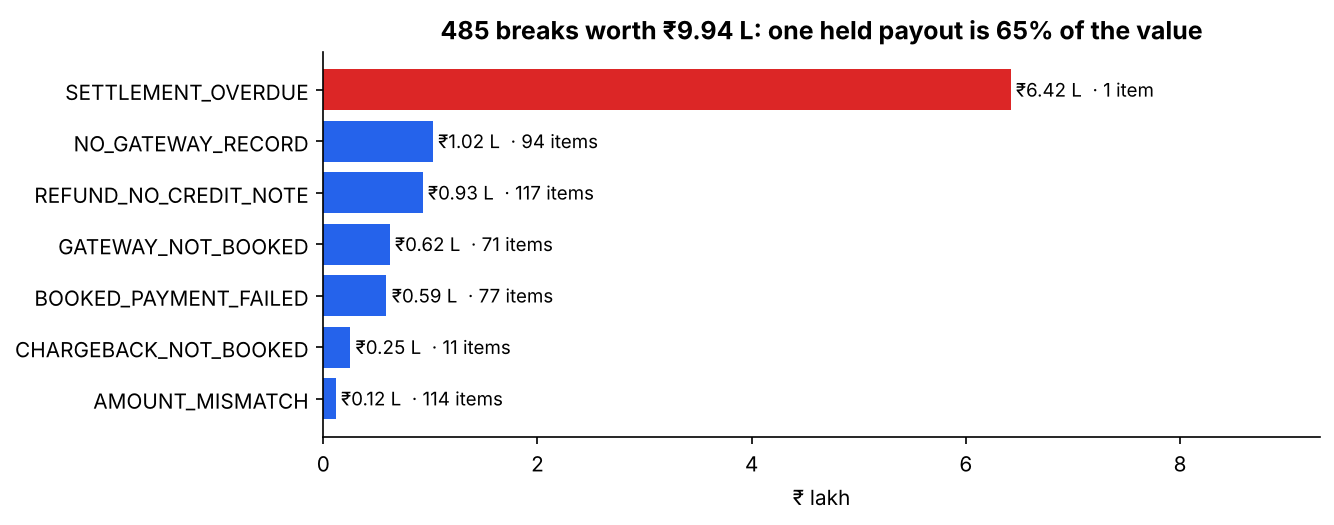 485 breaks worth ₹9.94 L: one held payout is 65% of the value
SETTLEMENT_OVERDUE ₹6.42 L · 1 item
NO_GATEWAY_RECORD ₹1.02 L · 94 items
REFUND_NO_CREDIT_NOTE ₹0.93 L · 117 items
GATEWAY_NOT_BOOKED ₹0.62 L · 71 items
BOOKED_PAYMENT_FAILED ₹0.59 L · 77 items
CHARGEBACK_NOT_BOOKED ₹0.25 L · 11 items
AMOUNT_MISMATCH ₹0.12 L · 114 items
0 2 4 6 8
₹ lakh